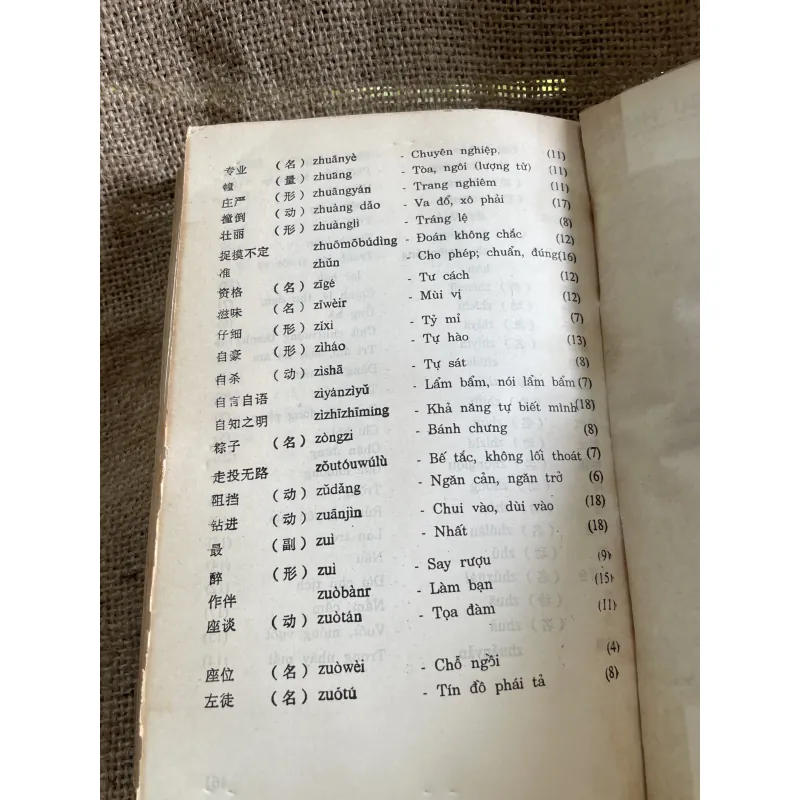 专业 (名) zhuānyè - Chuyên nghiệp. (11)
幢 (量) zhuāng - Tòa, ngôi (lượng từ) (11)
庄严 (形) zhuāngyán - Trang nghiêm (11)
撞倒 (动) zhuàng dǎo - Va đổ, xô phải (17)
壮丽 (形) zhuànglì - Tráng lệ (8)
捉摸不定 zhuōmōbúdìng - Đoán không chắc (12)
准 zhǔn - Cho phép; chuẩn, đúng (16)
资格 (名) zīgé - Tư cách (12)
滋味 (名) zīwèir - Mùi vị (12)
仔细 (形) zǐxì - Tỷ mỉ (7)
自豪 (形) zìháo - Tự hào (13)
自杀 (动) zìshā - Tự sát (8)
自言自语 zìyánzìyǔ - Lẩm bẩm, nói lẩm bẩm (7)
自知之明 zìzhīzhīmíng - Khả năng tự biết mình (18)
粽子 (名) zòngzi - Bánh chưng (8)
走投无路 zǒutóuwúlù - Bế tắc, không lối thoát (7)
阻挡 (动) zǔdǎng - Ngăn cản, ngăn trở (6)
钻进 (动) zuānjìn - Chui vào, dùi vào (18)
最 (副) zuì - Nhất (18)
醉 (形) zuì - Say rượu (9)
作伴 zuòbànr - Làm bạn (15)
座谈 (动) zuòtán - Tọa đàm (11)
座位 (名) zuòwèi - Chỗ ngồi (4)
左徒 (名) zuǒtú - Tín đồ phái tả (8)